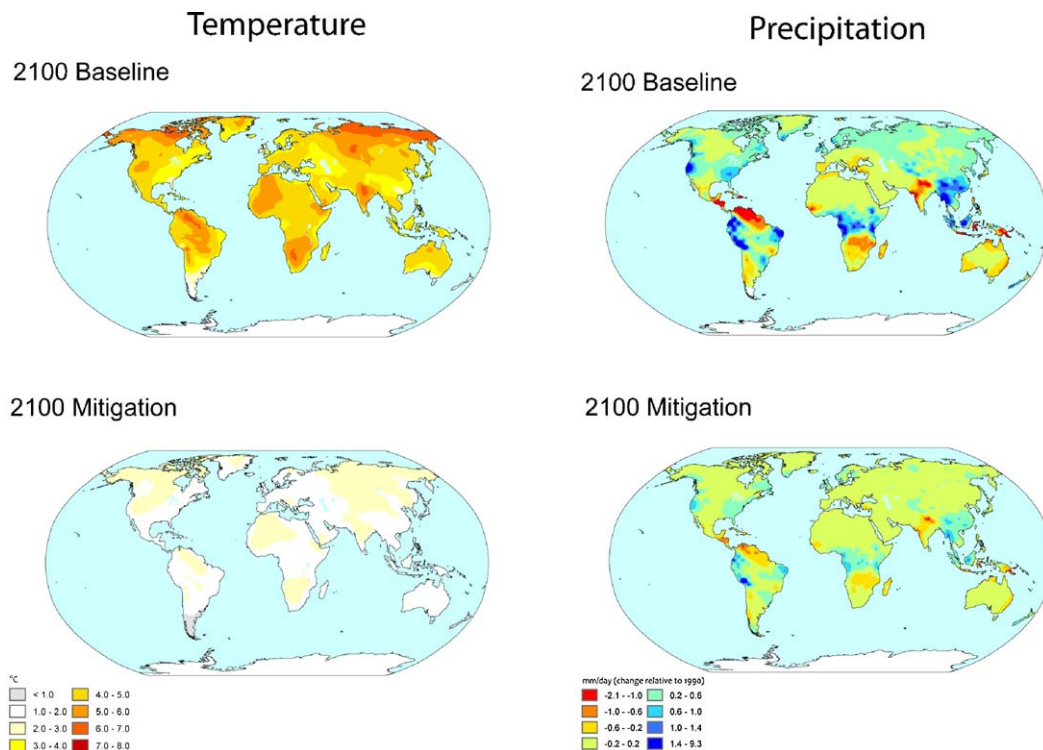 Temperature
Precipitation
2100 Baseline
2100 Baseline
2100 Mitigation
2100 Mitigation
°C
< 1.0
1.0 - 2.0
2.0 - 3.0
3.0 - 4.0
4.0 - 5.0
5.0 - 6.0
6.0 - 7.0
7.0 - 8.0
mm/day (change relative to 1990)
-2.1 - -1.0
-1.0 - -0.6
-0.6 - -0.2
-0.2 - 0.2
0.2 - 0.6
0.6 - 1.0
1.0 - 1.4
1.4 - 9.3